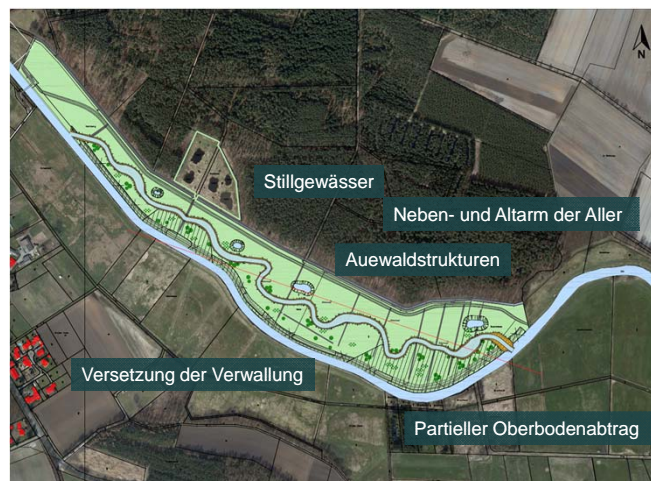 N
Stillgewässer
Neben- und Altarm der Aller
Auewaldstrukturen
Versetzung der Verwallung
Partieller Oberbodenabtrag